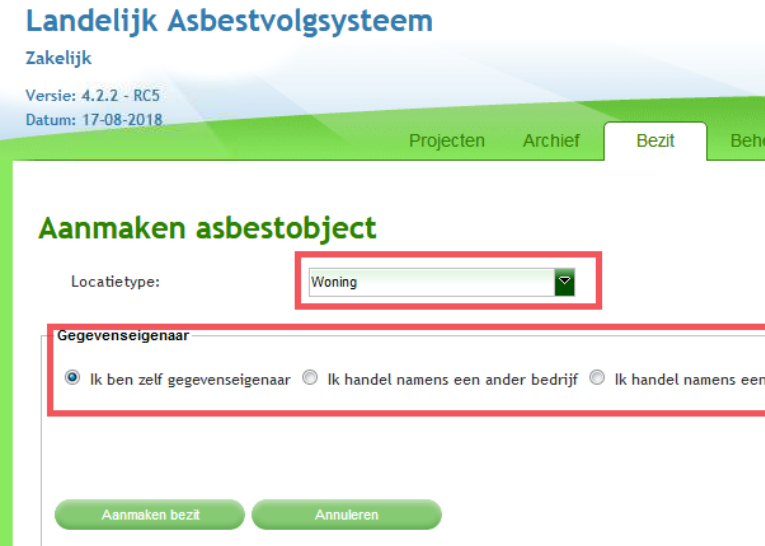 Landelijk Asbestvolgsysteem
Zakelijk
Versie: 4.2.2 - RC5
Datum: 17-08-2018
Projecten Archief Bezit
Aanmaken asbestobject
Locatietype: Woning
Gegevenseigenaar
Ik ben zelf gegevenseigenaar Ik handel namens een ander bedrijf Ik handel namens een
Aanmaken bezit Annuleren